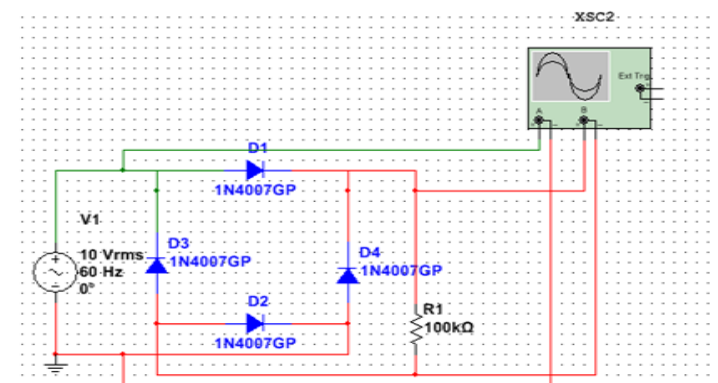 XSC2
Ext Trig
A
B
D1
1N4007GP
V1
10 Vrms
60 Hz
0°
D3
1N4007GP
D4
1N4007GP
D2
1N4007GP
R1
100kΩ